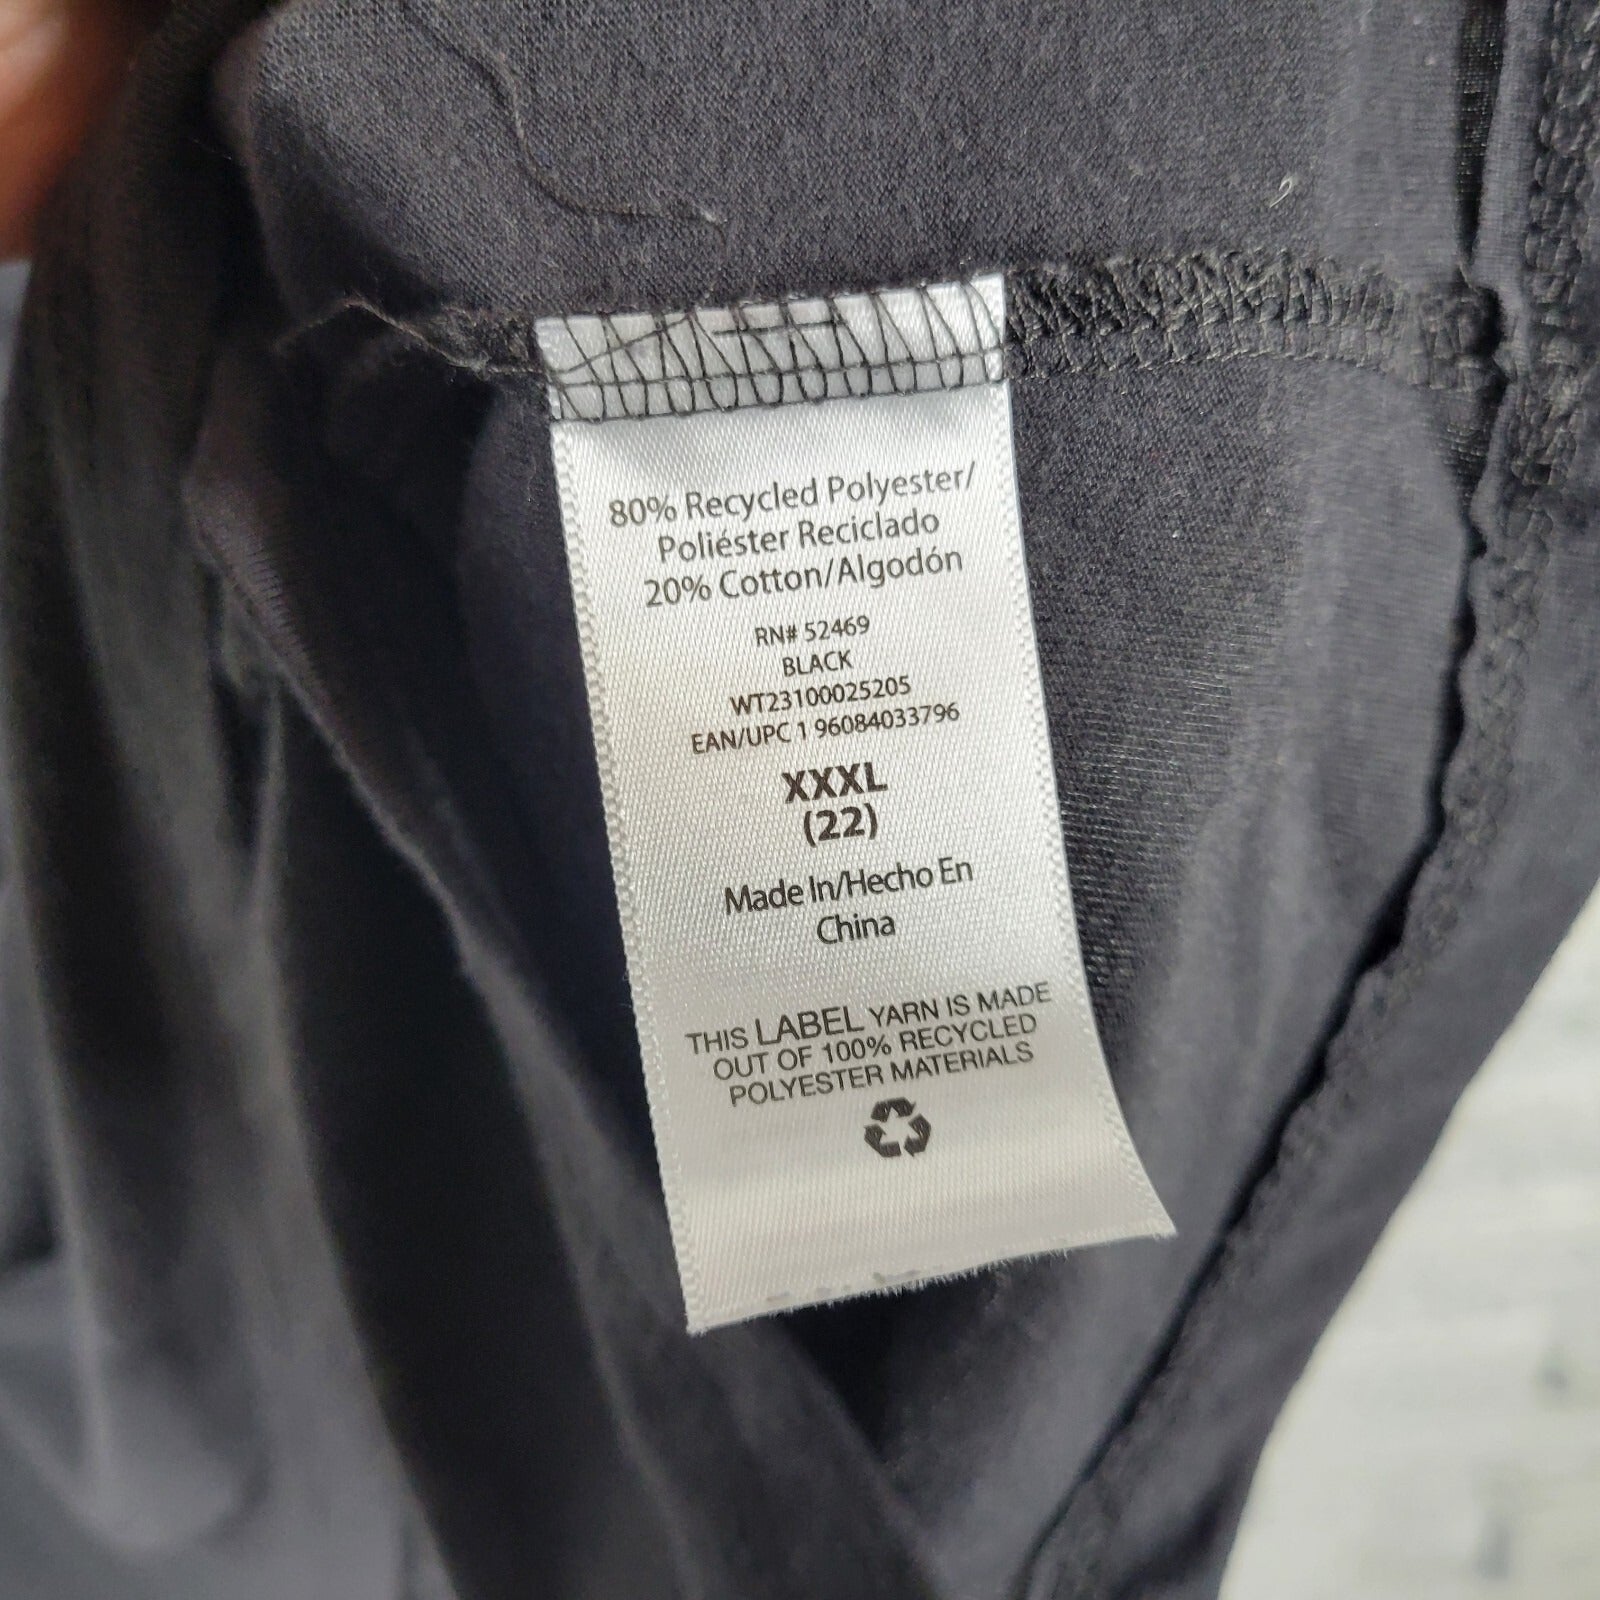 80% Recycled Polyester/
Poliéster Reciclado
20% Cotton/Algodón
RN# 52469
BLACK
WT23100025205
EAN/UPC 1 96084033796
XXXL
(22)
Made In/Hecho En
China
THIS LABEL YARN IS MADE
OUT OF 100% RECYCLED
POLYESTER MATERIALS